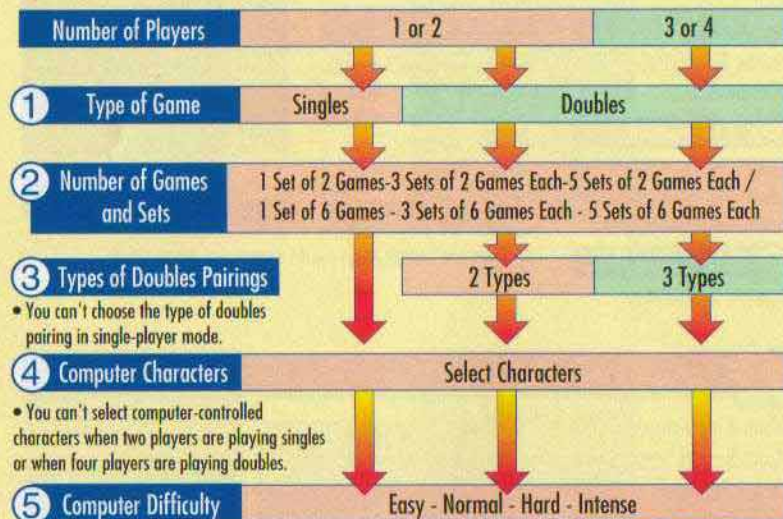 Number of Players
1 or 2
3 or 4
1 Type of Game
Singles
Doubles
2 Number of Games
and Sets
1 Set of 2 Games-3 Sets of 2 Games Each-5 Sets of 2 Games Each /
1 Set of 6 Games - 3 Sets of 6 Games Each - 5 Sets of 6 Games Each
3 Types of Doubles Pairings
2 Types
3 Types
• You can't choose the type of doubles
pairing in single-player mode.
4 Computer Characters
Select Characters
• You can't select computer-controlled
characters when two players are playing singles
or when four players are playing doubles.
5 Computer Difficulty
Easy - Normal - Hard - Intense